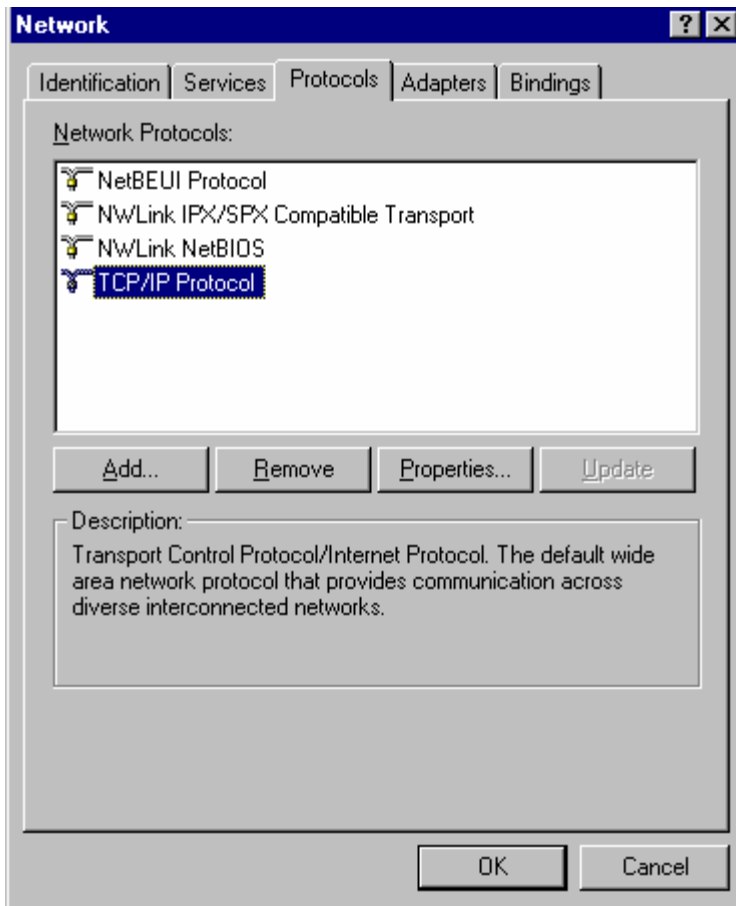 Network
Identification Services Protocols Adapters Bindings
Network Protocols:
NetBEUI Protocol
NWLink IPX/SPX Compatible Transport
NWLink NetBIOS
TCP/IP Protocol
Add... Remove Properties... Update
Description:
Transport Control Protocol/Internet Protocol. The default wide
area network protocol that provides communication across
diverse interconnected networks.
OK Cancel